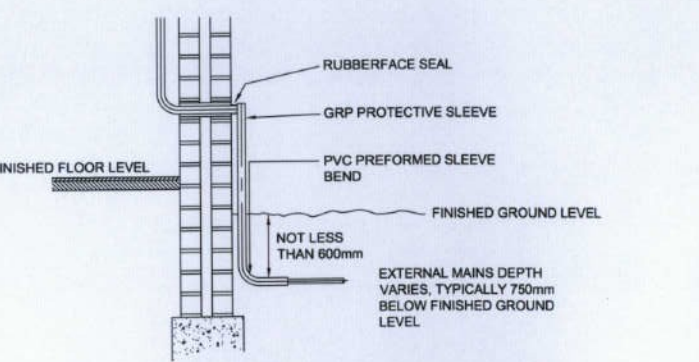 RUBBERFACE SEAL
GRP PROTECTIVE SLEEVE
PVC PREFORMED SLEEVE
BEND
INISHED FLOOR LEVEL
FINISHED GROUND LEVEL
NOT LESS
THAN 600mm
EXTERNAL MAINS DEPTH
VARIES, TYPICALLY 750mm
BELOW FINISHED GROUND
LEVEL